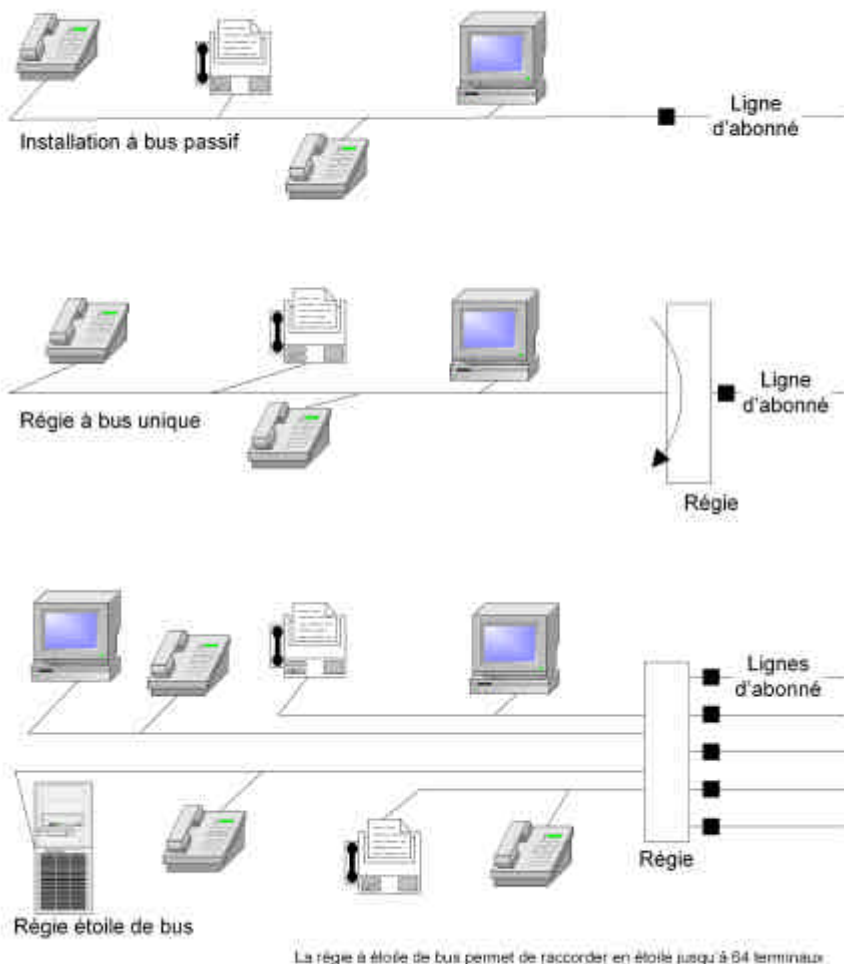 Ligne
d'abonné
Installation à bus passif
Ligne
d'abonné
Régie à bus unique
Régie
Lignes
d'abonné
Régie
Régie étoile de bus
La régie à étoile de bus permet de raccorder en étoile jusqu'à 64 terminaux